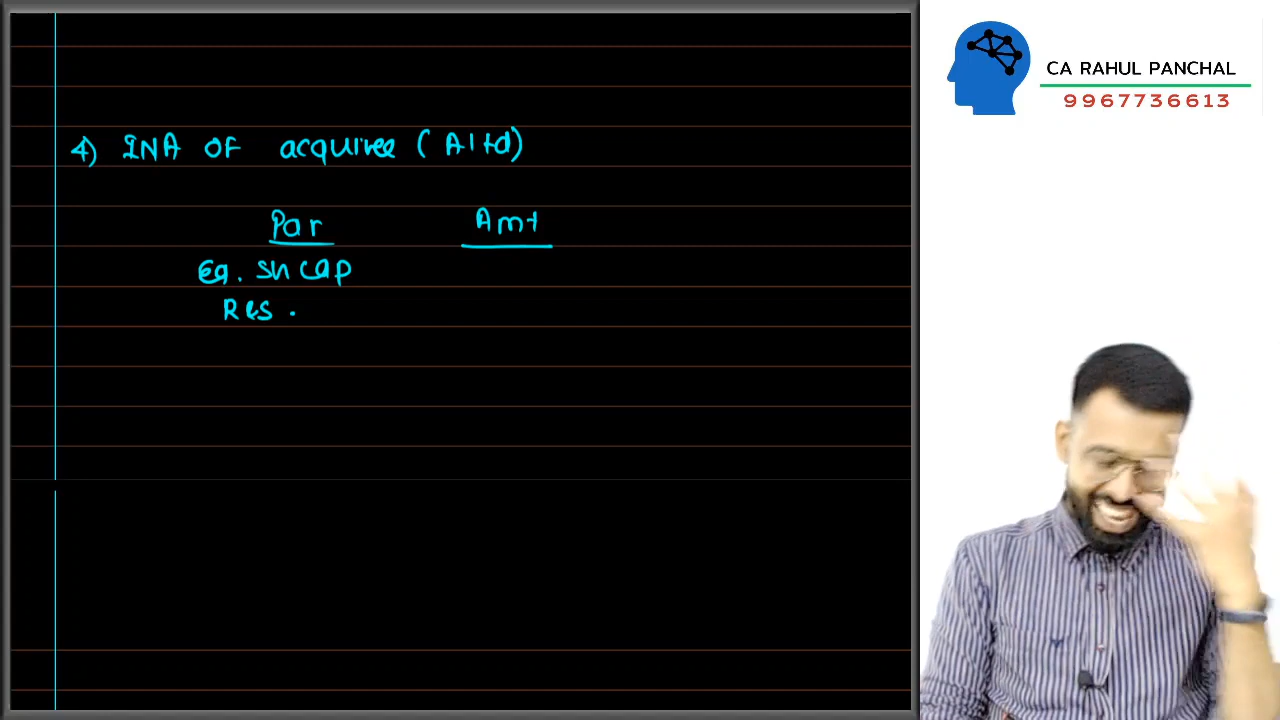 4) INA OF acquiree (A ltd)
Par Amt
Eq. sh cap
Res.
CA RAHUL PANCHAL
9967736613